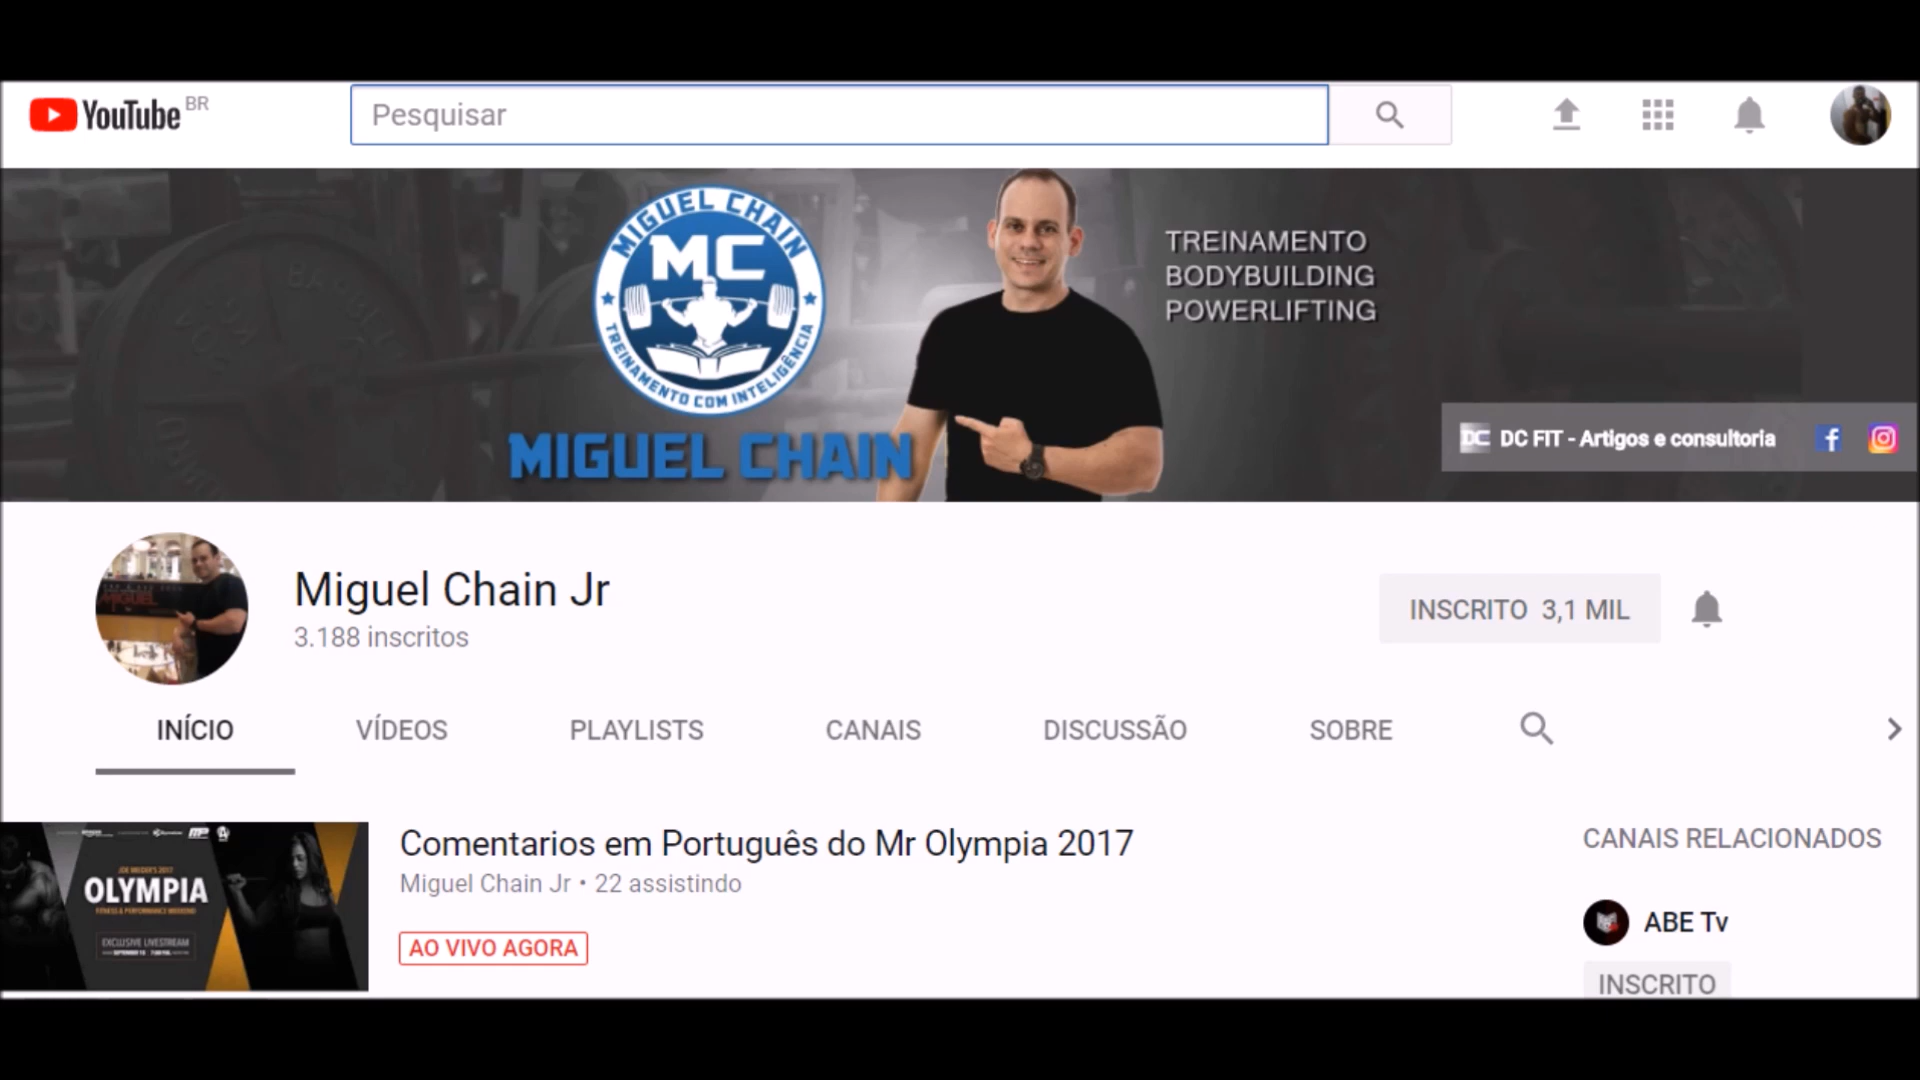 YouTube BR
Pesquisar
MIGUEL CHAIN
MC
TREINAMENTO COM INTELIGÊNCIA
MIGUEL CHAIN
TREINAMENTO
BODYBUILDING
POWERLIFTING
DC DC FIT - Artigos e consultoria
Miguel Chain Jr
3.188 inscritos
INSCRITO 3,1 MIL
INÍCIO VÍDEOS PLAYLISTS CANAIS DISCUSSÃO SOBRE
OLYMPIA
EXCLUSIVE LIVESTREAM
Comentarios em Português do Mr Olympia 2017
Miguel Chain Jr • 22 assistindo
AO VIVO AGORA
CANAIS RELACIONADOS
ABE Tv
INSCRITO